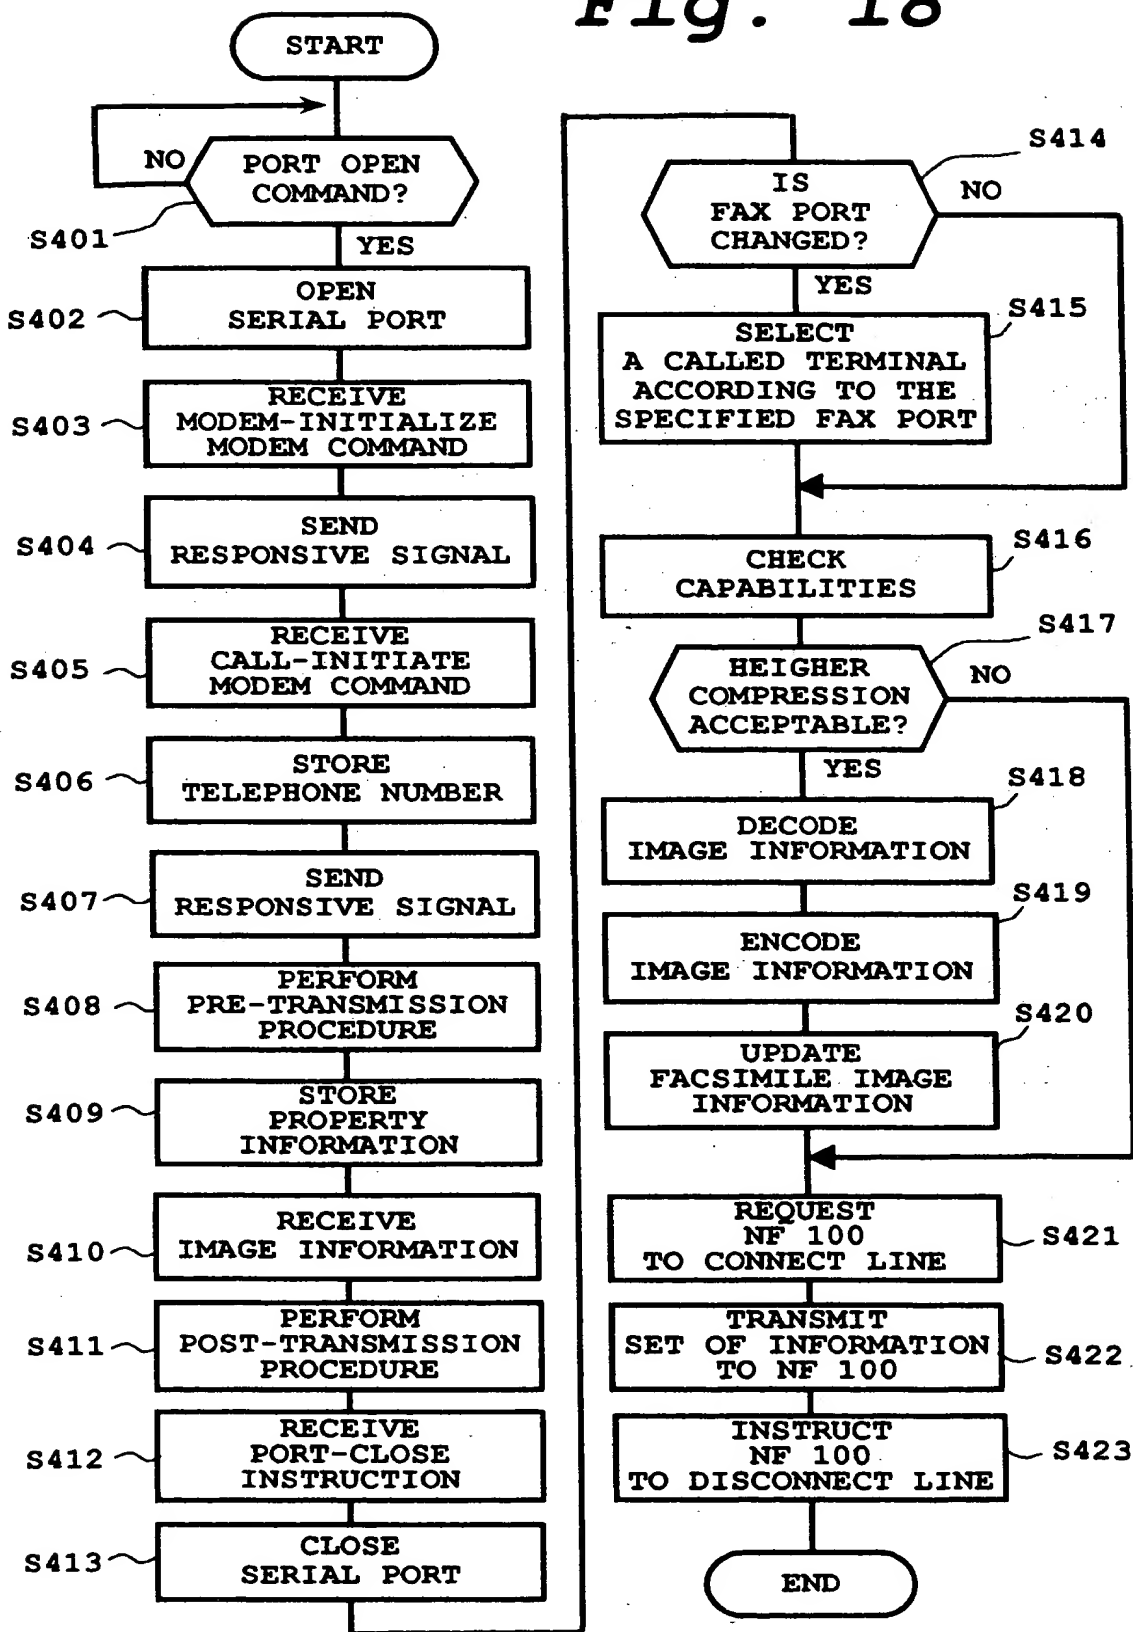 Fig. 18
START
NO
PORT OPEN
COMMAND?
S401
YES
OPEN
SERIAL PORT
S402
RECEIVE
MODEM-INITIALIZE
MODEM COMMAND
S403
SEND
RESPONSIVE SIGNAL
S404
RECEIVE
CALL-INITIATE
MODEM COMMAND
S405
STORE
TELEPHONE NUMBER
S406
SEND
RESPONSIVE SIGNAL
S407
PERFORM
PRE-TRANSMISSION
PROCEDURE
S408
STORE
PROPERTY
INFORMATION
S409
RECEIVE
IMAGE INFORMATION
S410
PERFORM
POST-TRANSMISSION
PROCEDURE
S411
RECEIVE
PORT-CLOSE
INSTRUCTION
S412
CLOSE
SERIAL PORT
S413
S414
IS
FAX PORT
CHANGED?
NO
YES
S415
SELECT
A CALLED TERMINAL
ACCORDING TO THE
SPECIFIED FAX PORT
S416
CHECK
CAPABILITIES
S417
HEIGHER
COMPRESSION
ACCEPTABLE?
NO
YES
S418
DECODE
IMAGE INFORMATION
S419
ENCODE
IMAGE INFORMATION
S420
UPDATE
FACSIMILE IMAGE
INFORMATION
REQUEST
NF 100
TO CONNECT LINE
S421
TRANSMIT
SET OF INFORMATION
TO NF 100
S422
INSTRUCT
NF 100
TO DISCONNECT LINE
S423
END